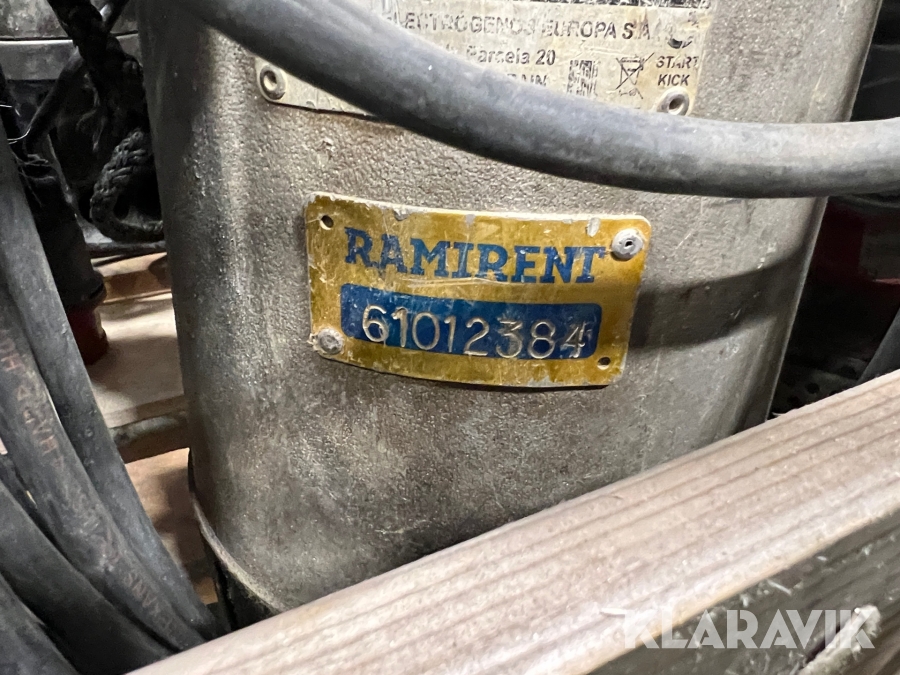 ELECTROGENOS EUROPA S.A.
Parcela 20
START
KICK
RAMIRENT
61012384
KLARAVIK